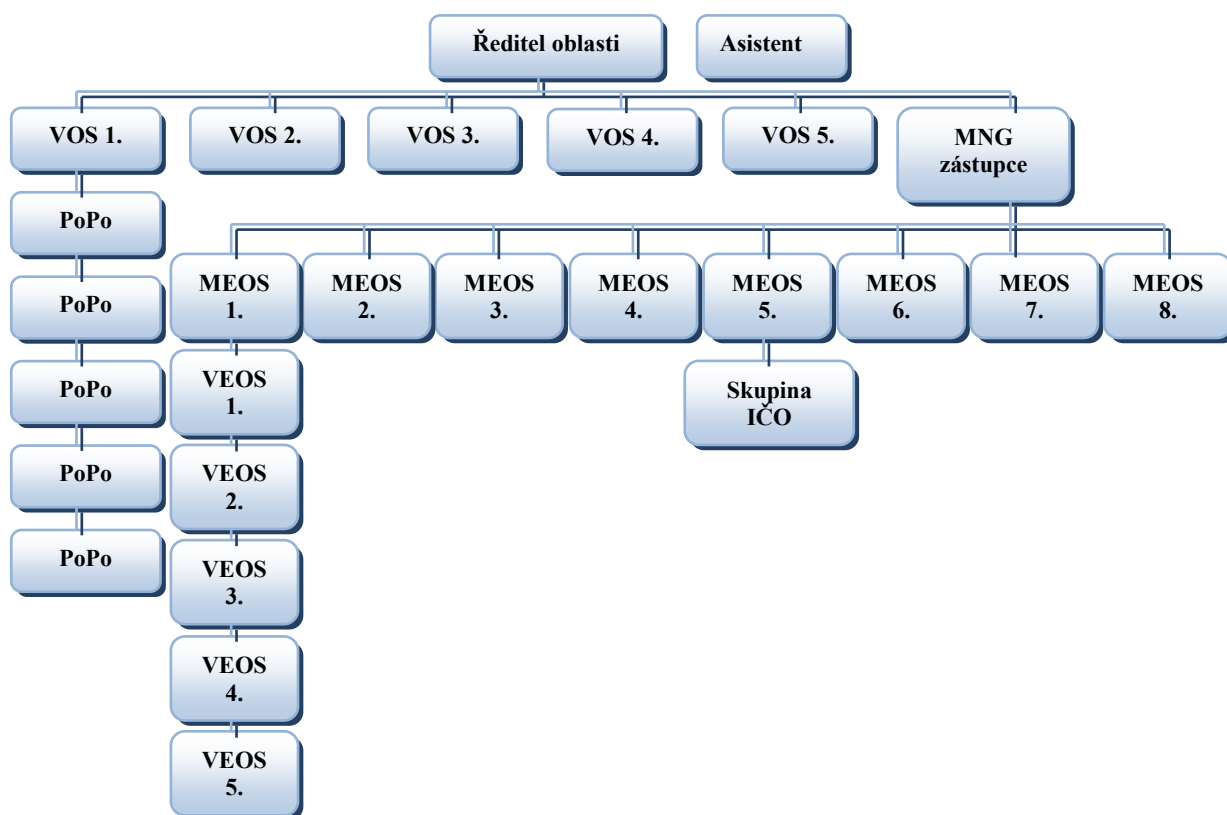 Ředitel oblasti
Asistent
VOS 1.
VOS 2.
VOS 3.
VOS 4.
VOS 5.
MNG
zástupce
PoPo
PoPo
PoPo
PoPo
PoPo
MEOS
1.
MEOS
2.
MEOS
3.
MEOS
4.
MEOS
5.
MEOS
6.
MEOS
7.
MEOS
8.
VEOS
1.
VEOS
2.
VEOS
3.
VEOS
4.
VEOS
5.
Skupina
IČO